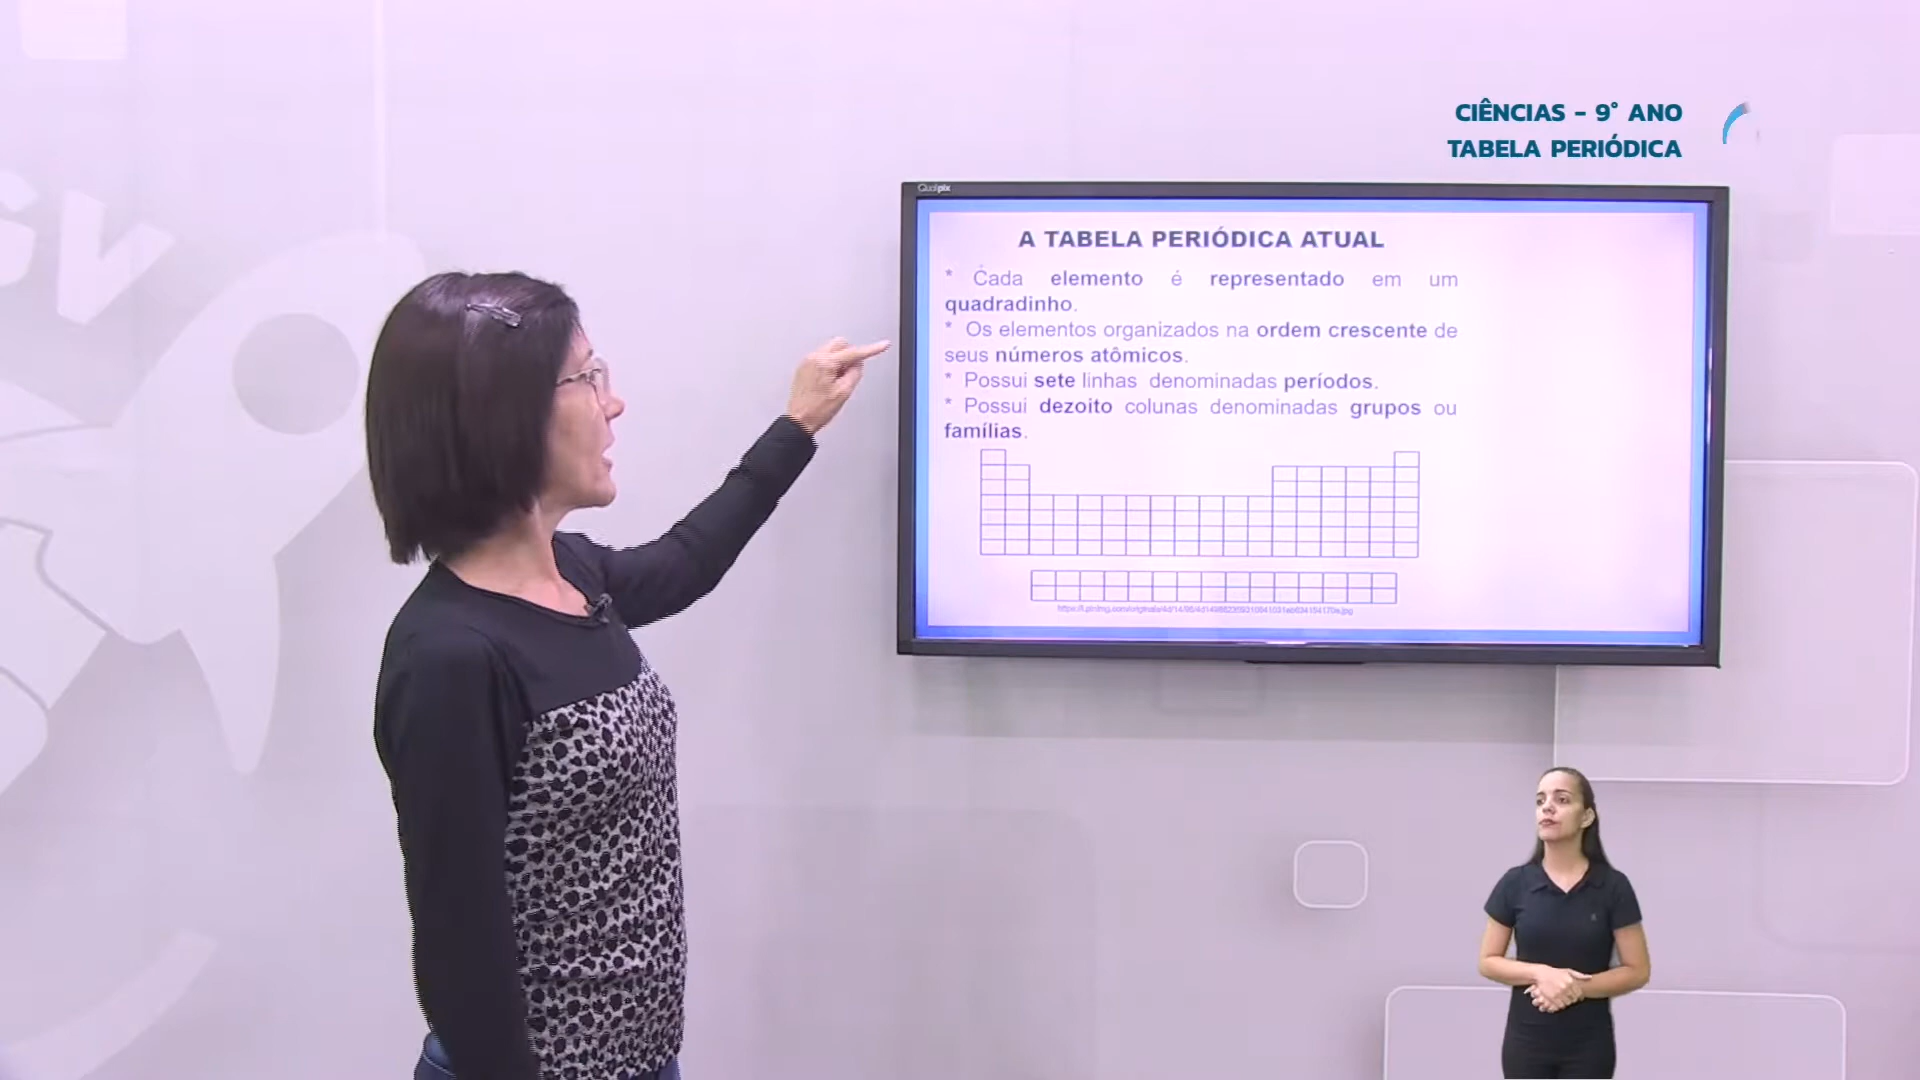 CIÊNCIAS - 9° ANO
TABELA PERIÓDICA
Qualpix
A TABELA PERIÓDICA ATUAL
* Cada elemento é representado em um
quadradinho.
* Os elementos organizados na ordem crescente de
seus números atômicos.
* Possui sete linhas denominadas períodos.
* Possui dezoito colunas denominadas grupos ou
famílias.